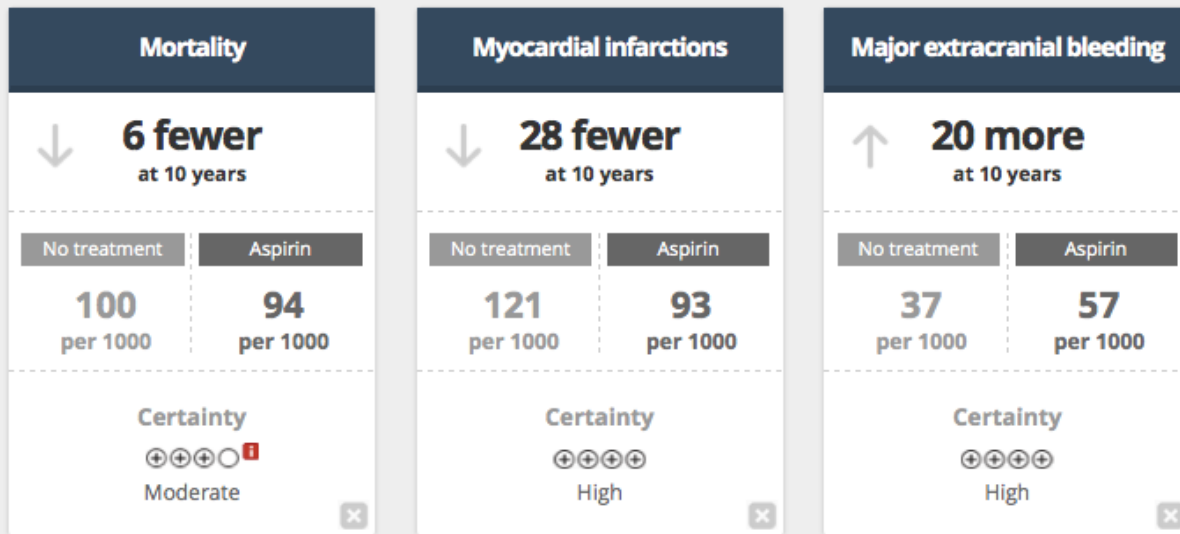 Mortality
6 fewer
at 10 years
No treatment
Aspirin
100
per 1000
94
per 1000
Certainty
Moderate
Myocardial infarctions
28 fewer
at 10 years
No treatment
Aspirin
121
per 1000
93
per 1000
Certainty
High
Major extracranial bleeding
20 more
at 10 years
No treatment
Aspirin
37
per 1000
57
per 1000
Certainty
High